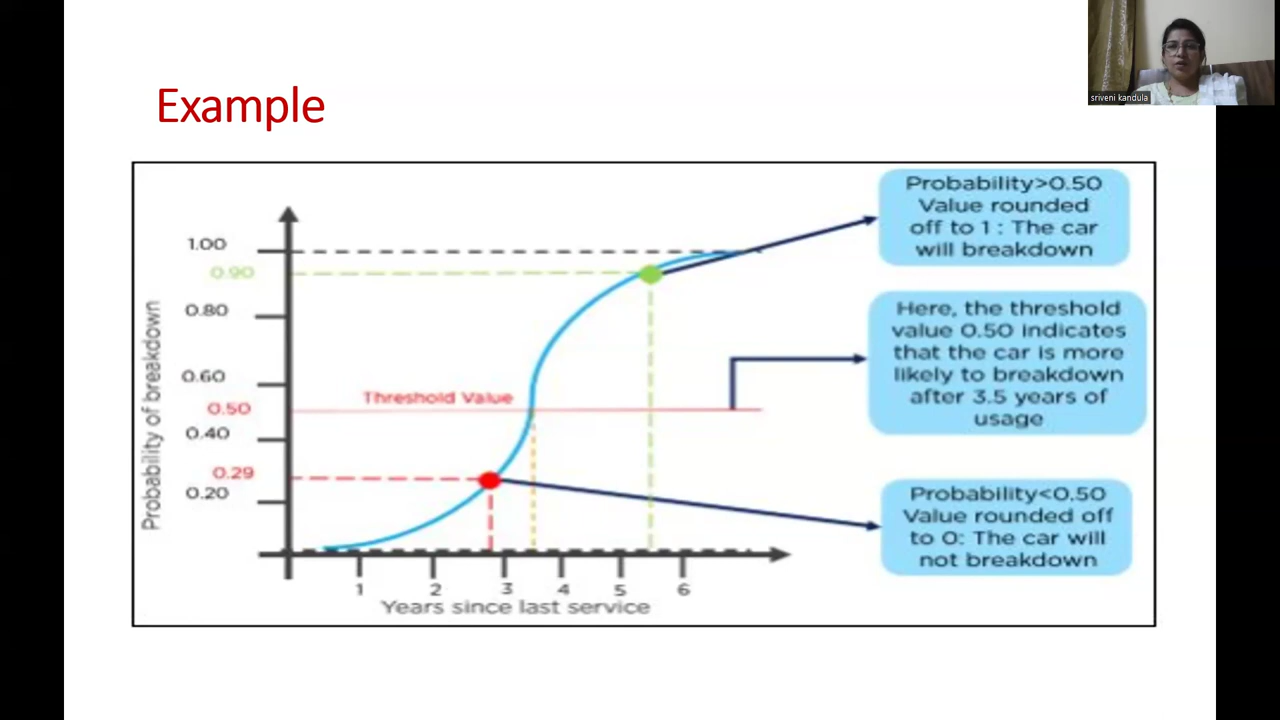 sriveni kandula
Example
Probability of breakdown
1.00
0.90
0.80
0.60
0.50
0.40
0.29
0.20
Threshold Value
1 2 3 4 5 6
Years since last service
Probability>0.50
Value rounded
off to 1 : The car
will breakdown
Here, the threshold
value 0.50 indicates
that the car is more
likely to breakdown
after 3.5 years of
usage
Probability<0.50
Value rounded off
to 0: The car will
not breakdown